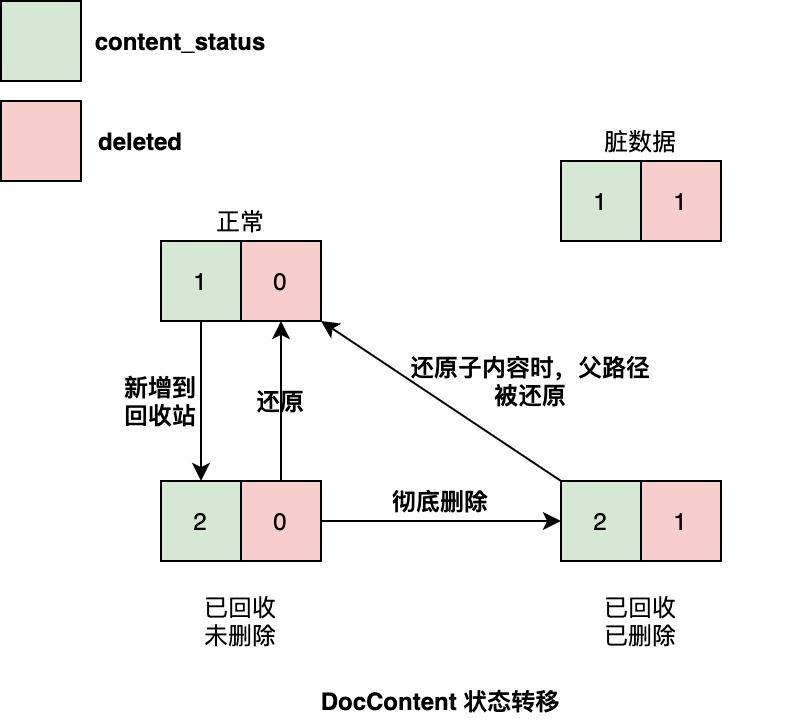 content_status
deleted
脏数据
1 1
正常
1 0
新增到
回收站
还原
还原子内容时，父路径
被还原
2 0
彻底删除
2 1
已回收
未删除
已回收
已删除
DocContent 状态转移